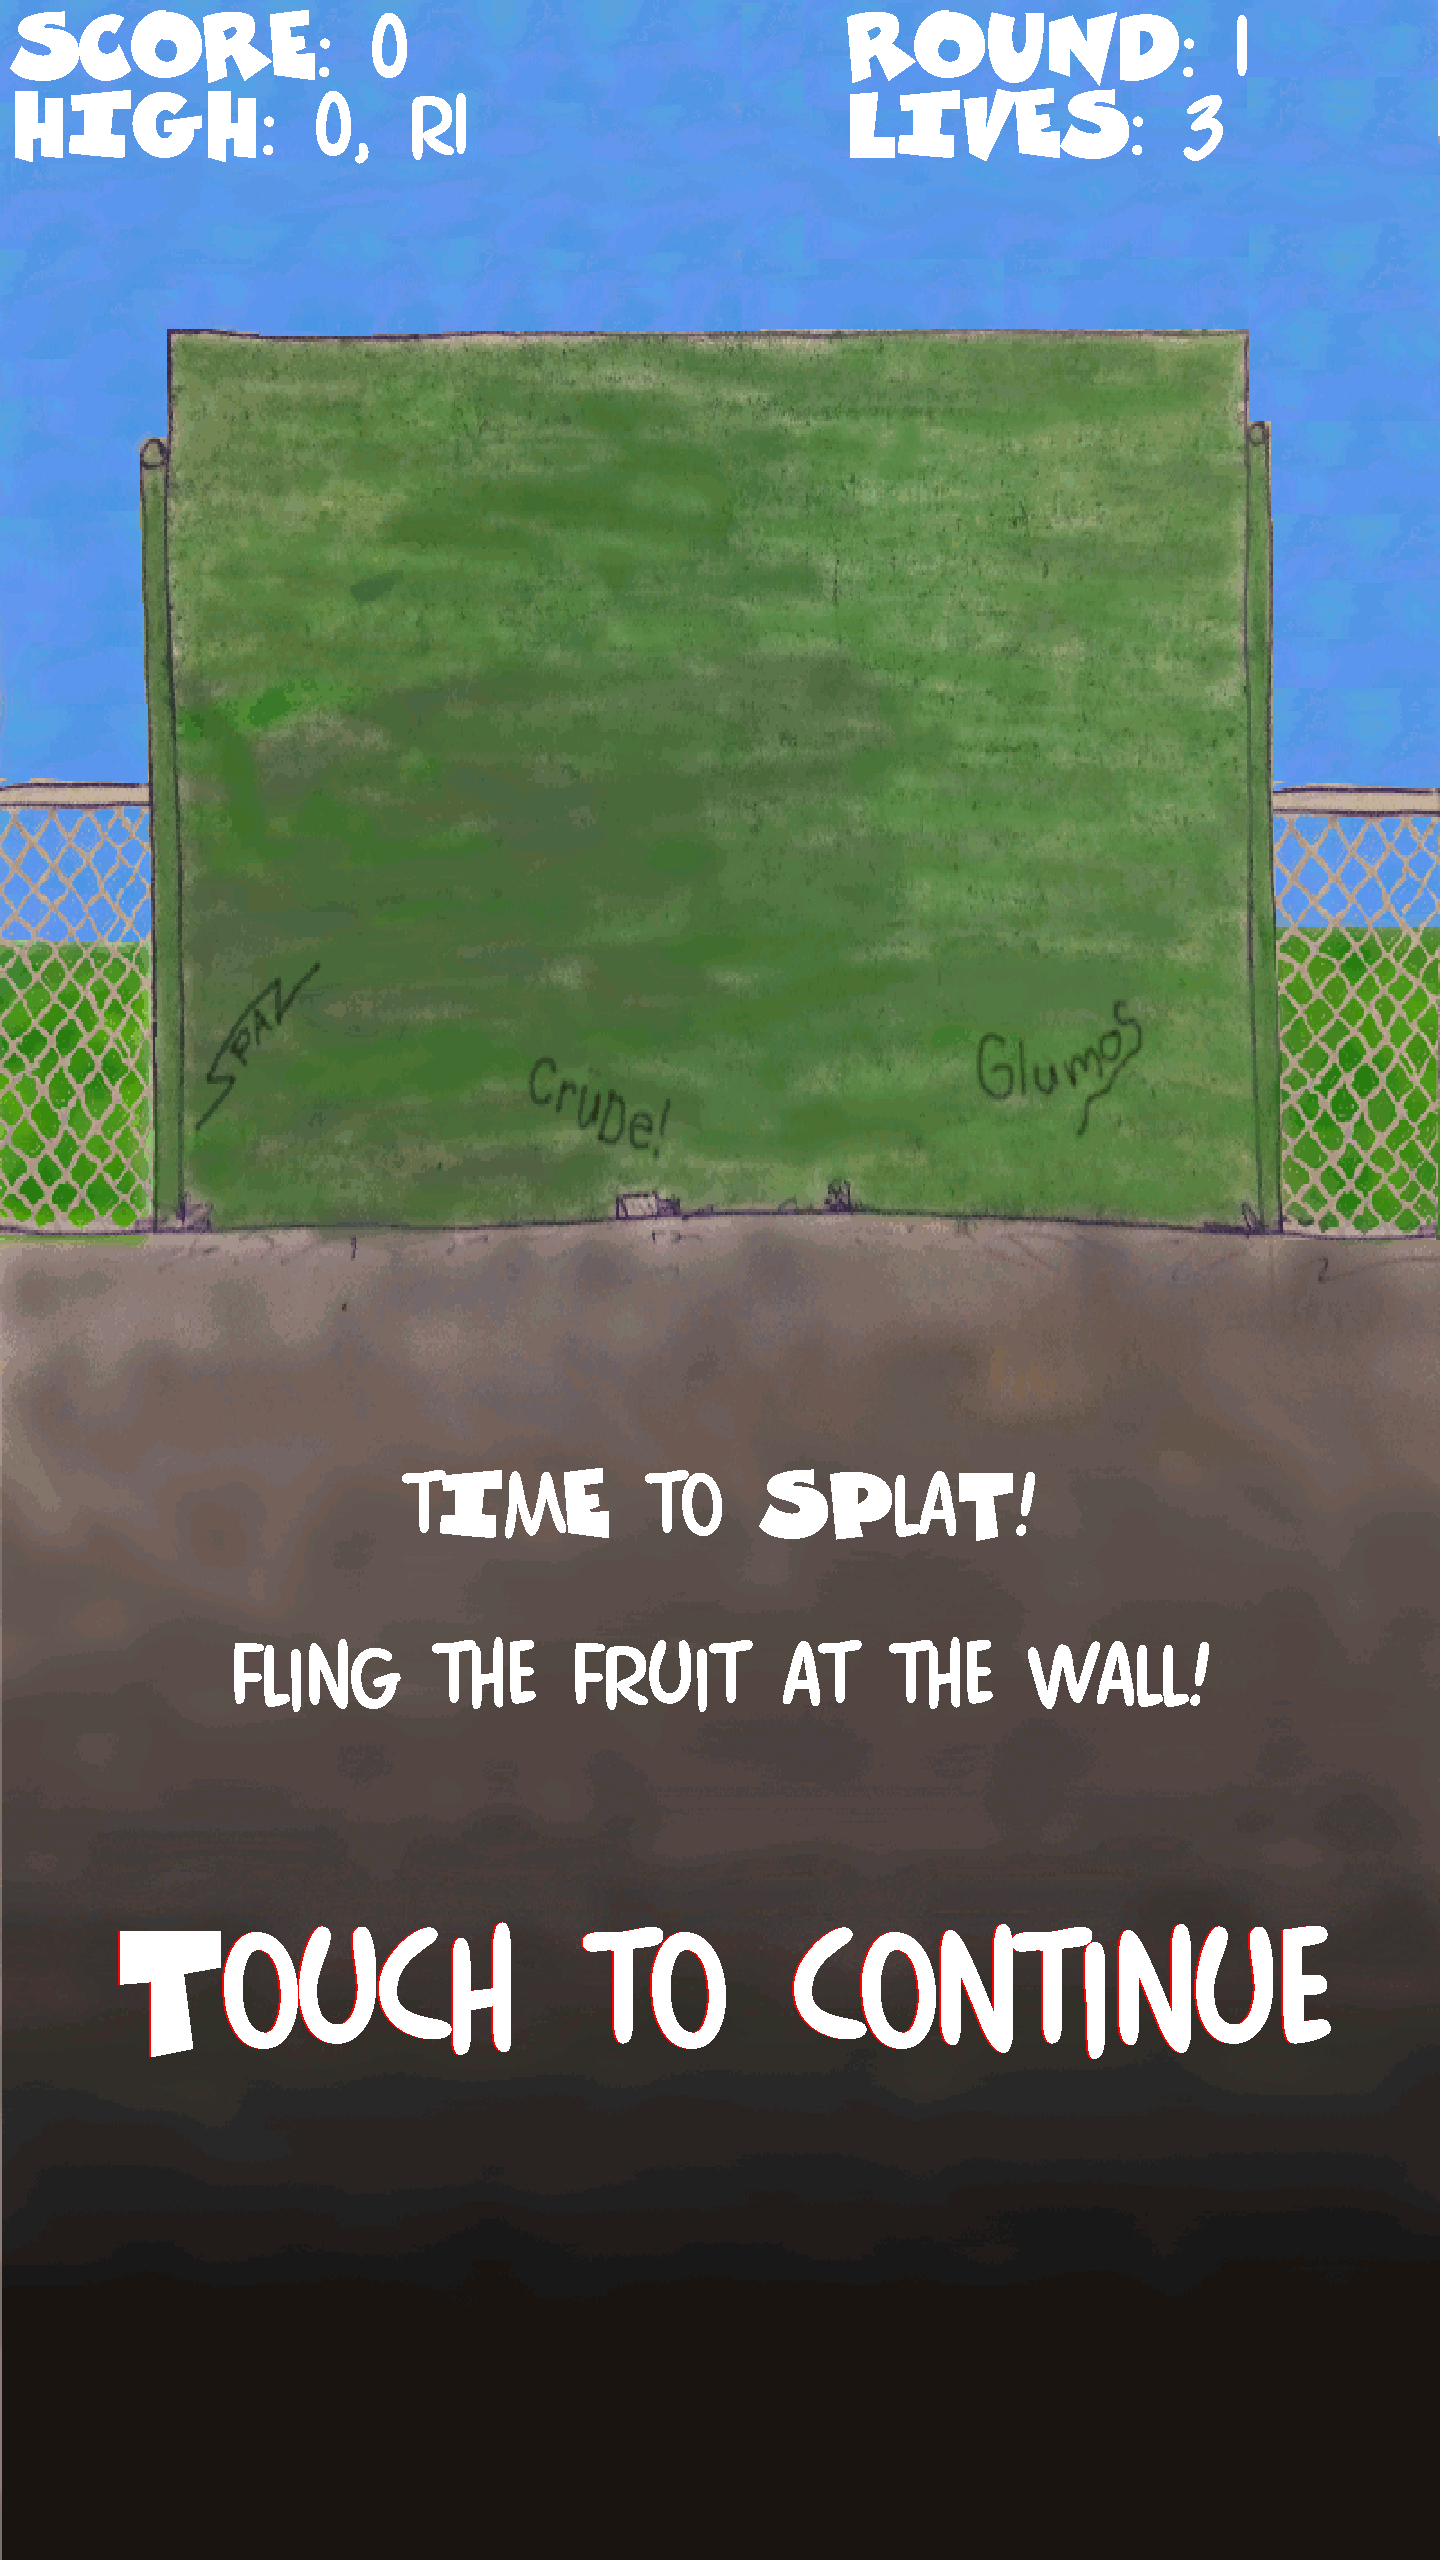 SCORE: 0
ROUND: 1
HIGH: 0, R1
LIVES: 3
SPAZ
CruDe!
Glumos
TIME TO SPLAT!
FLING THE FRUIT AT THE WALL!
TOUCH TO CONTINUE